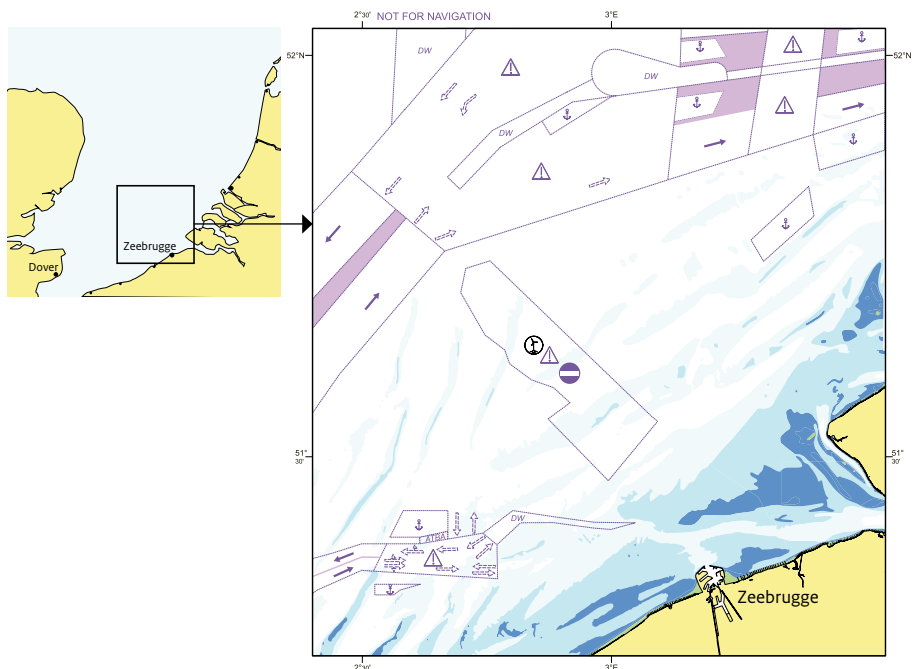 2°30' NOT FOR NAVIGATION 3°E
52°N
52°N
DW
DW
DW
Zeebrugge
Dover
51°
30'
51°
30'
DW
ATBA
Zeebrugge
2°30'
3°E